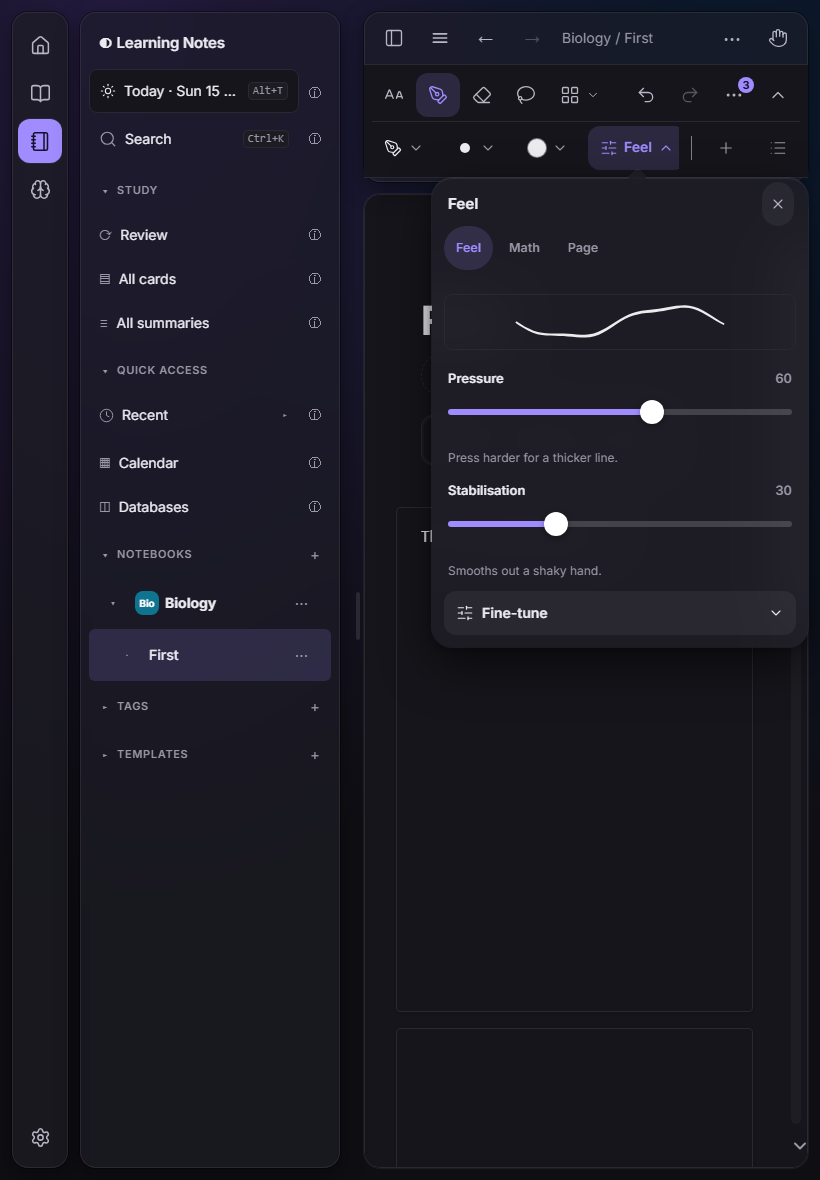 Learning Notes
Today · Sun 15 ... Alt+T
Search Ctrl+K
STUDY
Review
All cards
All summaries
QUICK ACCESS
Recent
Calendar
Databases
NOTEBOOKS
Bio Biology
First
TAGS
TEMPLATES
Biology / First
AA
3
Feel
Feel
Feel Math Page
Pressure 60
Press harder for a thicker line.
Stabilisation 30
Smooths out a shaky hand.
Fine-tune